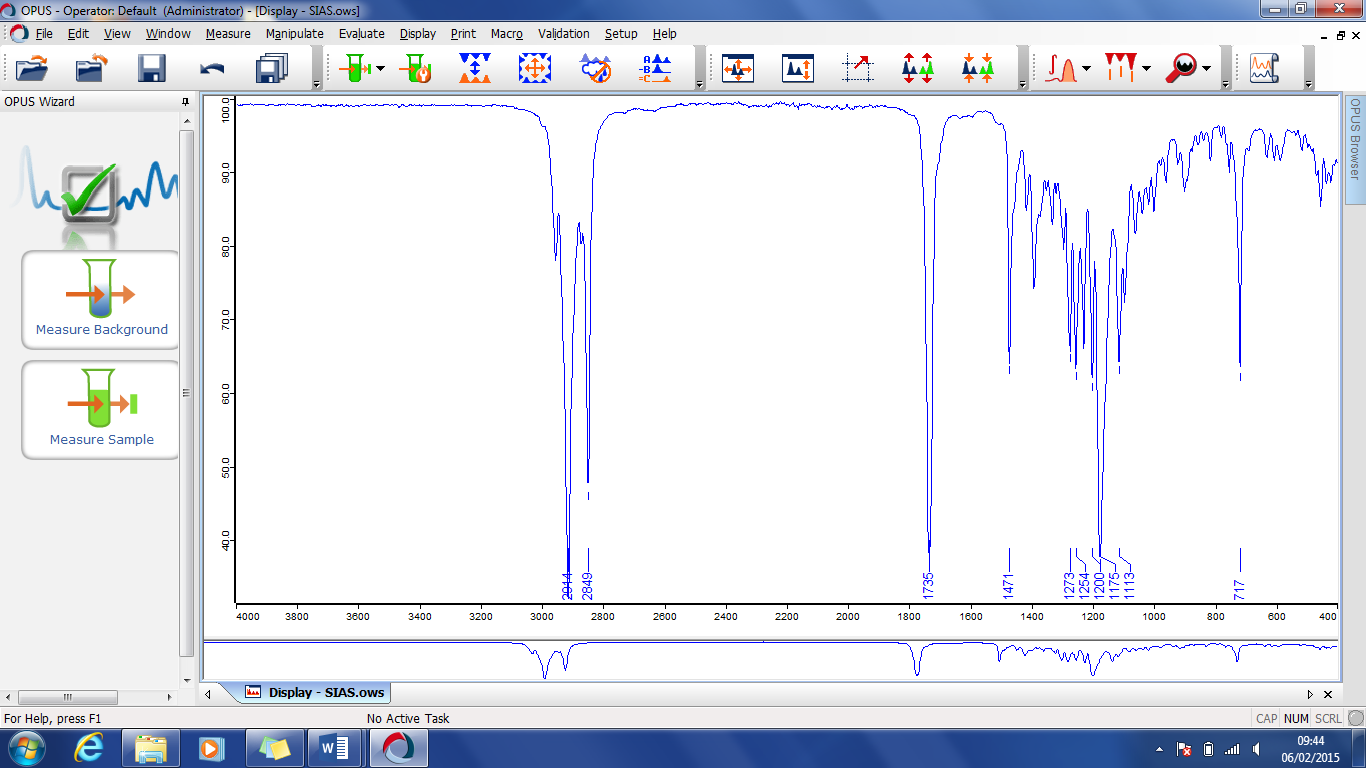 OPUS - Operator: Default (Administrator) - [Display - SIAS.ows]
File Edit View Window Measure Manipulate Evaluate Display Print Macro Validation Setup Help
A
B
C
OPUS Wizard
Measure Background
Measure Sample
OPUS Browser
100.0
90.0
80.0
70.0
60.0
50.0
40.0
2914
2849
1735
1471
1273
1254
1200
1175
1113
717
4000 3800 3600 3400 3200 3000 2800 2600 2400 2200 2000 1800 1600 1400 1200 1000 800 600 400
Display - SIAS.ows
For Help, press F1 No Active Task CAP NUM SCRL
W
09:44
06/02/2015